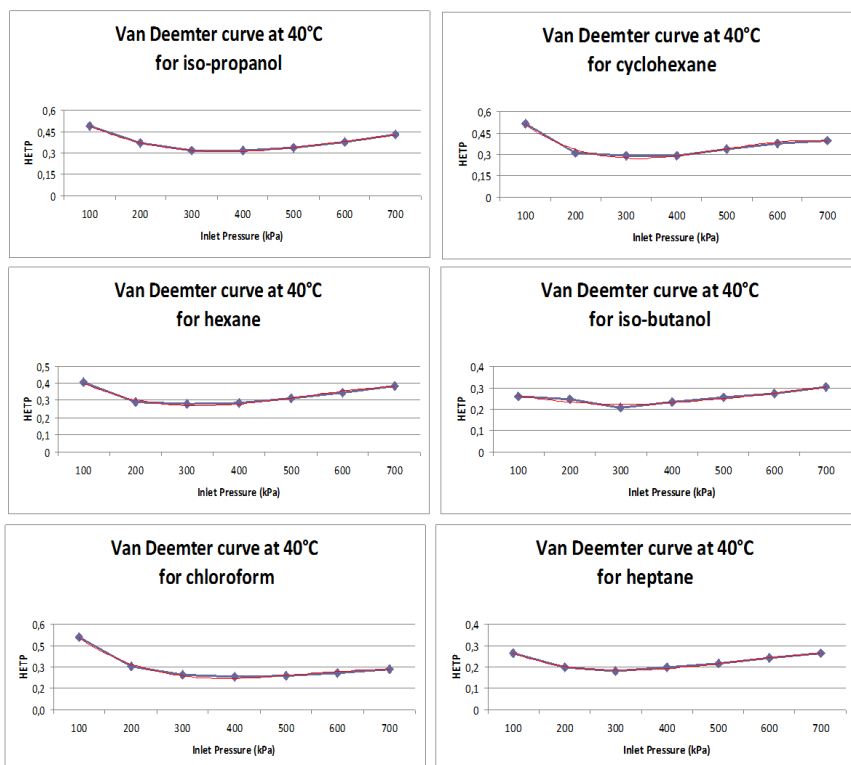 Van Deemter curve at 40°C
for iso-propanol
HETP
0,6
0,45
0,3
0,15
0
100 200 300 400 500 600 700
Inlet Pressure (kPa)
Van Deemter curve at 40°C
for cyclohexane
HETP
0,6
0,45
0,3
0,15
0
100 200 300 400 500 600 700
Inlet Pressure (kPa)
Van Deemter curve at 40°C
for hexane
HETP
0,5
0,4
0,3
0,2
0,1
0
100 200 300 400 500 600 700
Inlet Pressure (kPa)
Van Deemter curve at 40°C
for iso-butanol
HETP
0,4
0,3
0,2
0,1
0
100 200 300 400 500 600 700
Inlet Pressure (kPa)
Van Deemter curve at 40°C
for chloroform
HETP
0,6
0,5
0,3
0,2
0,0
100 200 300 400 500 600 700
Inlet Pressure (kPa)
Van Deemter curve at 40°C
for heptane
HETP
0,4
0,3
0,2
0,1
0
100 200 300 400 500 600 700
Inlet Pressure (kPa)